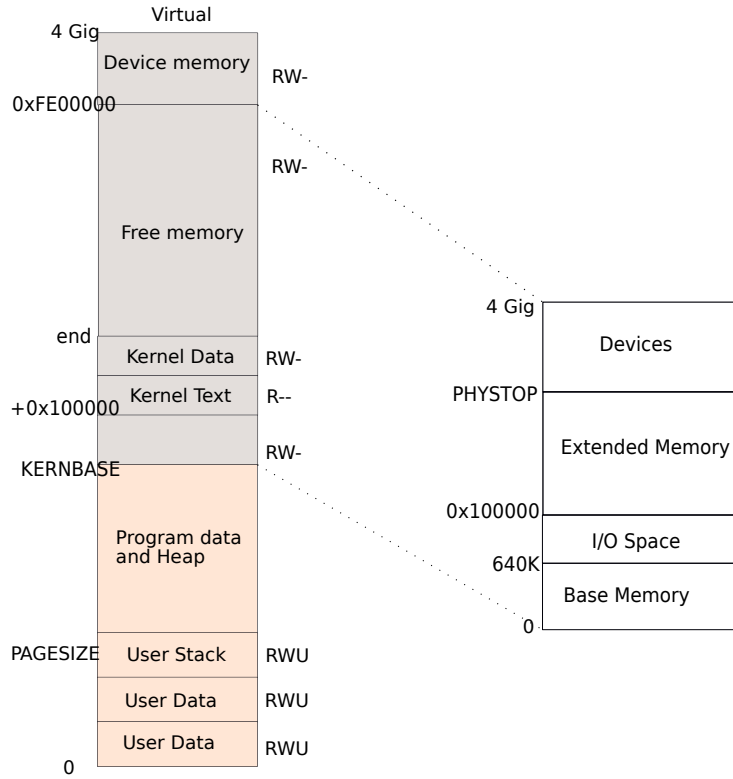 Virtual
4 Gig
Device memory
RW-
0xFE00000
RW-
Free memory
end
Kernel Data
RW-
Kernel Text
R--
+0x100000
RW-
KERNBASE
Program data
and Heap
PAGESIZE
User Stack
RWU
User Data
RWU
User Data
RWU
0
4 Gig
Devices
PHYSTOP
Extended Memory
0x100000
I/O Space
640K
Base Memory
0